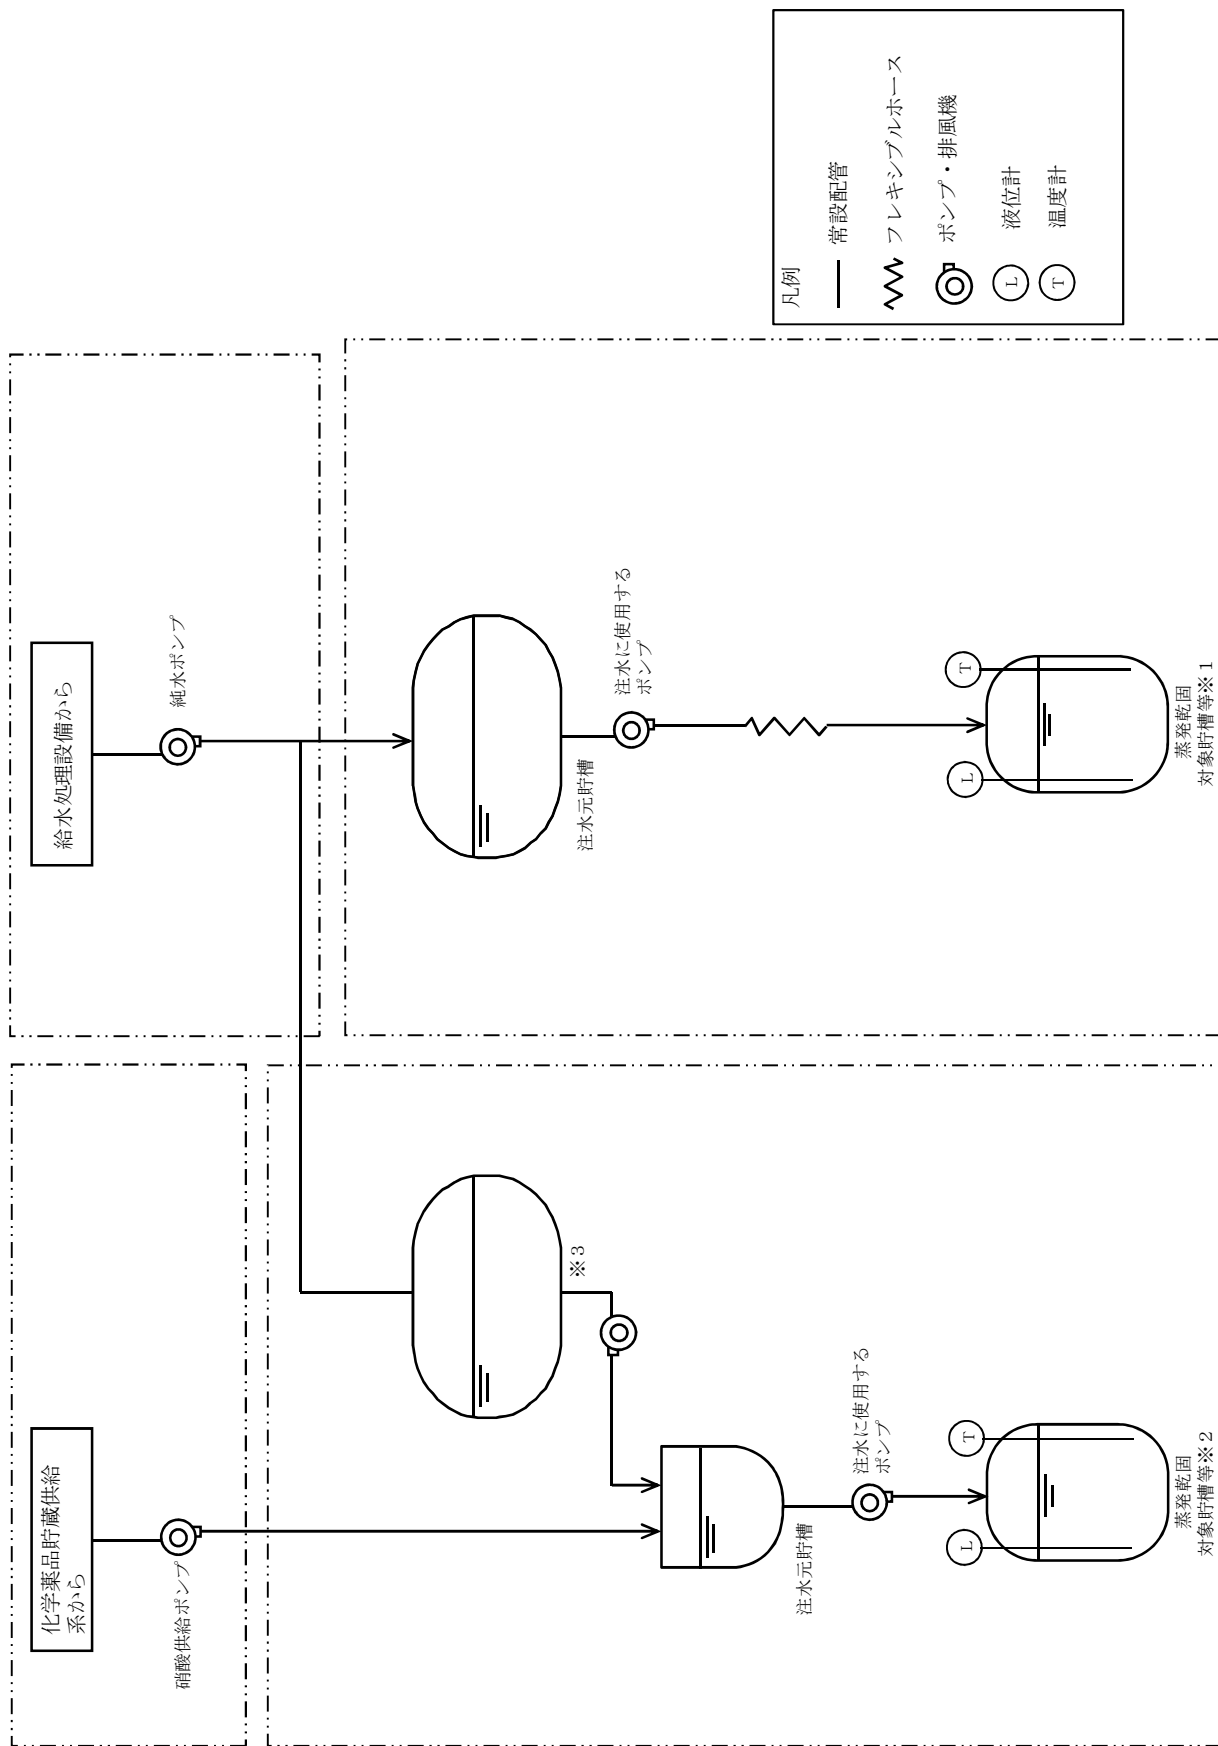 化学薬品貯蔵供給
系から
硝酸供給ポンプ
給水処理設備から
純水ポンプ
※3
注水元貯槽
注水に使用する
ポンプ
L
T
蒸発乾固
対象貯槽等※2
注水元貯槽
注水に使用する
ポンプ
L
T
蒸発乾固
対象貯槽等※1
凡例
常設配管
フレキシブルホース
ポンプ・排風機
L
液位計
T
温度計